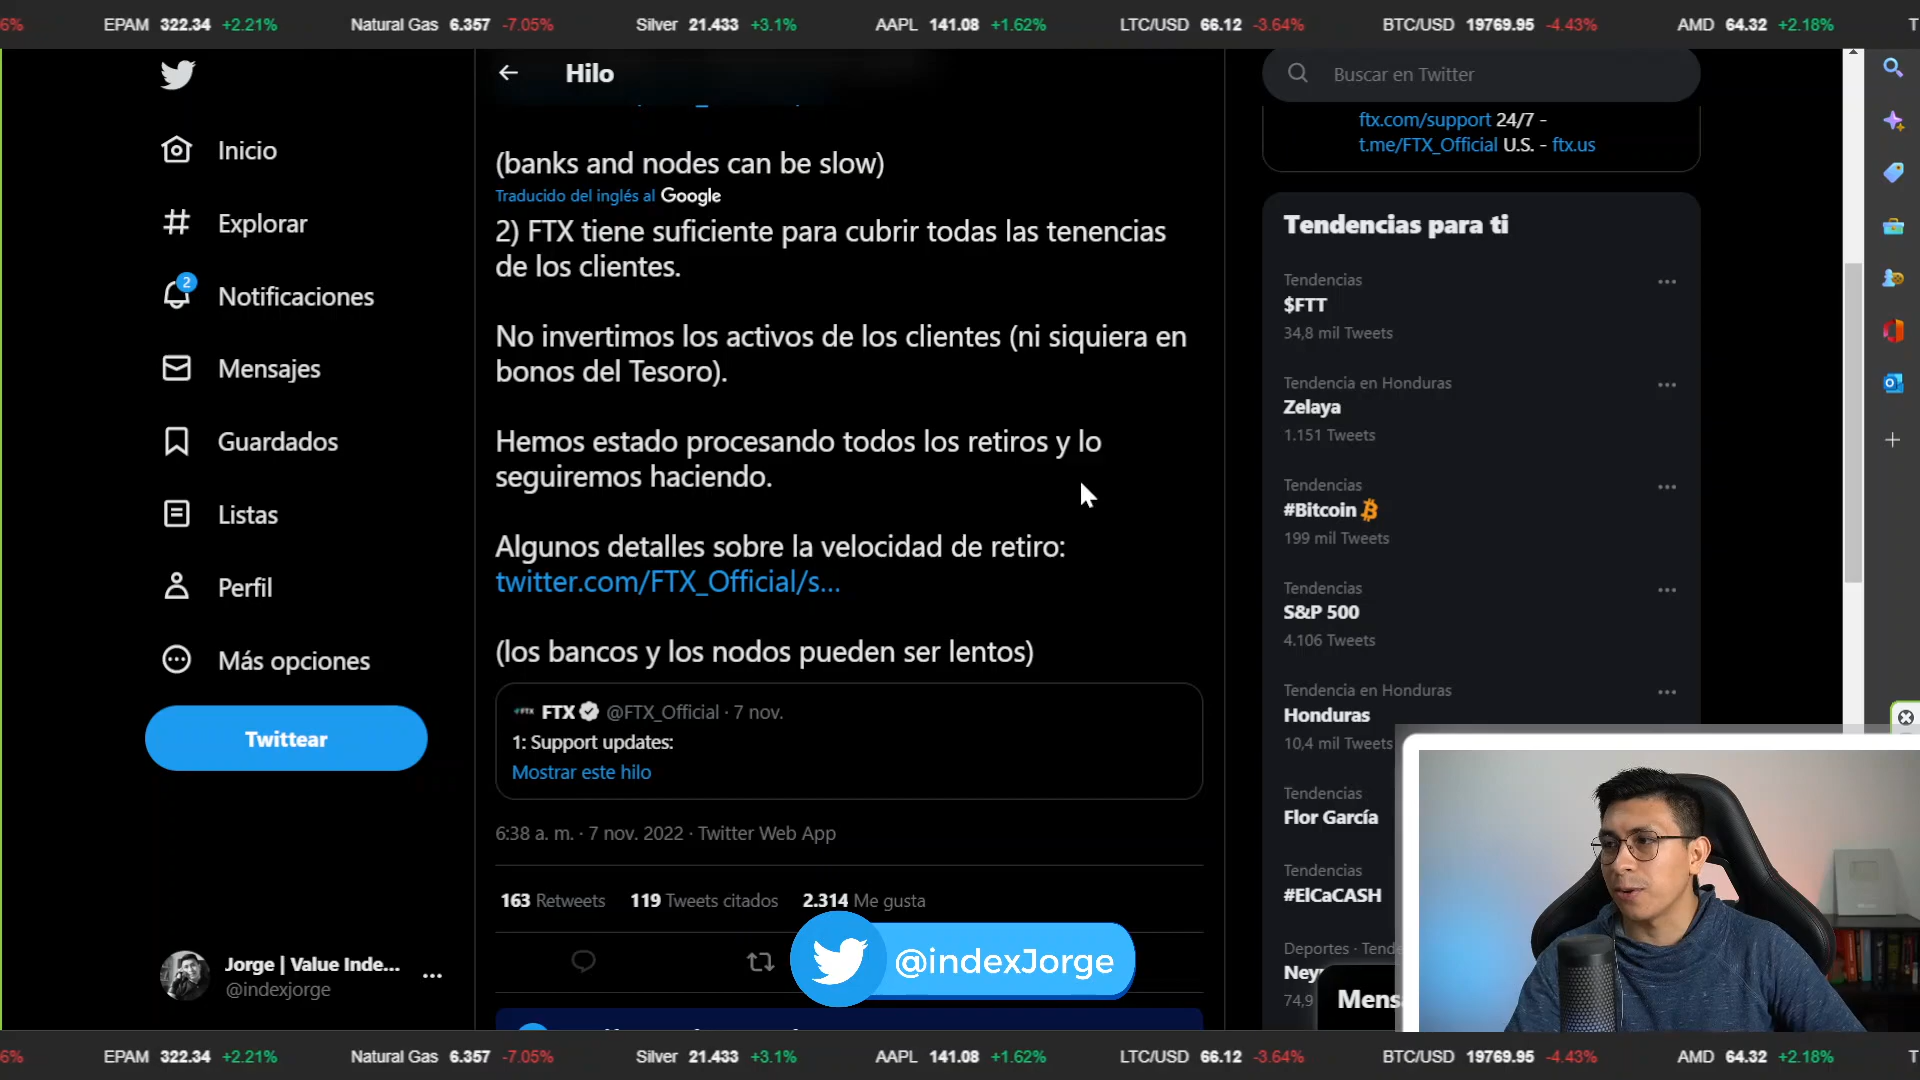 6%
EPAM 322.34 +2.21%
Natural Gas 6.357 -7.05%
Silver 21.433 +3.1%
AAPL 141.08 +1.62%
LTC/USD 66.12 -3.64%
BTC/USD 19769.95 -4.43%
AMD 64.32 +2.18%
T
Inicio
Explorar
2
Notificaciones
Mensajes
Guardados
Listas
Perfil
Más opciones
Twittear
Jorge | Value Inde...
@indexjorge
Hilo
(banks and nodes can be slow)
Traducido del inglés al Google
2) FTX tiene suficiente para cubrir todas las tenencias
de los clientes.
No invertimos los activos de los clientes (ni siquiera en
bonos del Tesoro).
Hemos estado procesando todos los retiros y lo
seguiremos haciendo.
Algunos detalles sobre la velocidad de retiro:
twitter.com/FTX_Official/s...
(los bancos y los nodos pueden ser lentos)
FTX FTX @FTX_Official · 7 nov.
1: Support updates:
Mostrar este hilo
6:38 a. m. · 7 nov. 2022 · Twitter Web App
163 Retweets 119 Tweets citados 2.314 Me gusta
@indexJorge
Buscar en Twitter
ftx.com/support 24/7 -
t.me/FTX_Official U.S. - ftx.us
Tendencias para ti
Tendencias
$FTT
34,8 mil Tweets
Tendencia en Honduras
Zelaya
1.151 Tweets
Tendencias
#Bitcoin
199 mil Tweets
Tendencias
S&P 500
4.106 Tweets
Tendencia en Honduras
Honduras
10,4 mil Tweets
Tendencias
Flor García
Tendencias
#ElCaCASH
Deportes · Tende
Ney
74,9
Mensa
6%
EPAM 322.34 +2.21%
Natural Gas 6.357 -7.05%
Silver 21.433 +3.1%
AAPL 141.08 +1.62%
LTC/USD 66.12 -3.64%
BTC/USD 19769.95 -4.43%
AMD 64.32 +2.18%
T